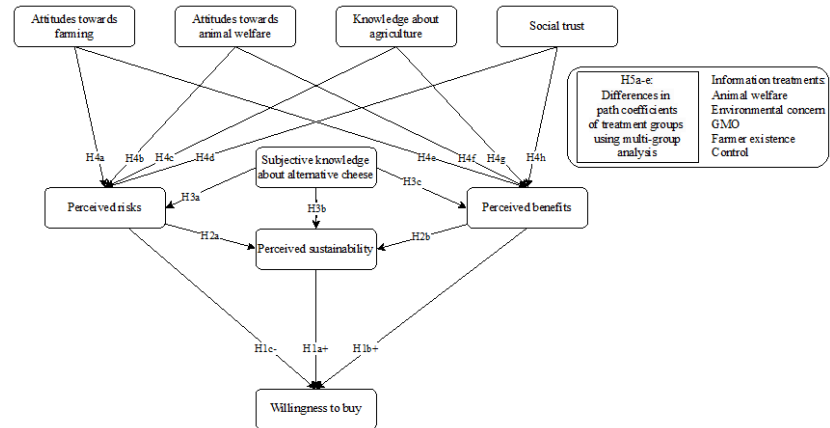 Attitudes towards
farming
Attitudes towards
animal welfare
Knowledge about
agriculture
Social trust
H5a-e:
Differences in
path coefficients
of treatment groups
using multi-group
analysis
Information treatments:
Animal welfare
Environmental concern
GMO
Farmer existence
Control
H4a
H4b
H4c
H4d
H4e
H4f
H4g
H4h
Subjective knowledge
about alternative cheese
H3a
H3b
H3c
Perceived risks
Perceived benefits
H2a
H2b
Perceived sustainability
H1c-
H1a+
H1b+
Willingness to buy